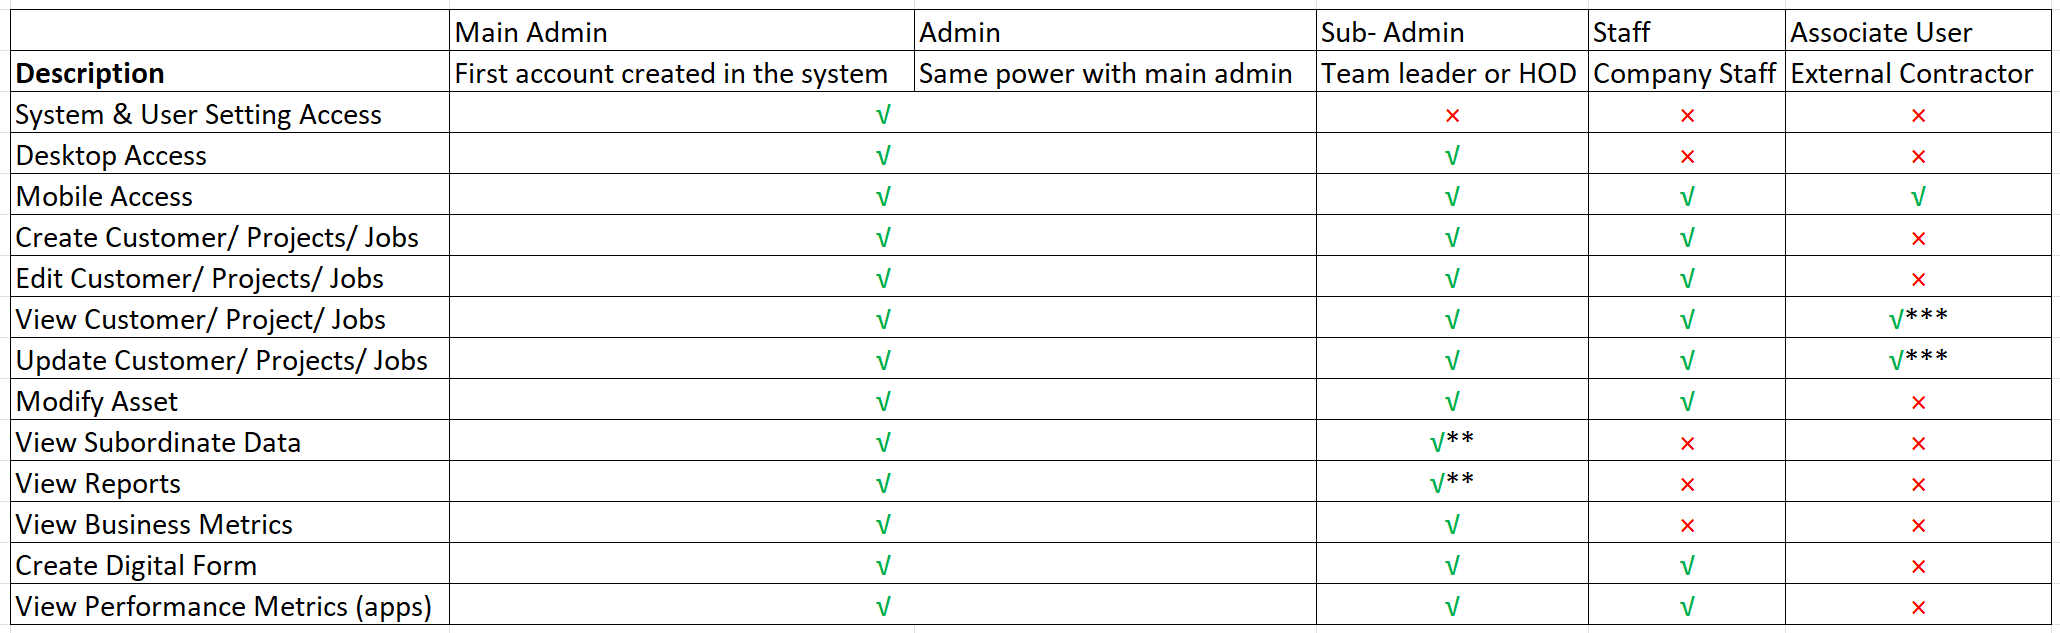 Main Admin Admin Sub- Admin Staff Associate User
Description First account created in the system Same power with main admin Team leader or HOD Company Staff External Contractor
System & User Setting Access √ × × ×
Desktop Access √ √ × ×
Mobile Access √ √ √ √
Create Customer/ Projects/ Jobs √ √ √ ×
Edit Customer/ Projects/ Jobs √ √ √ ×
View Customer/ Project/ Jobs √ √ √ √***
Update Customer/ Projects/ Jobs √ √ √ √***
Modify Asset √ √ √ ×
View Subordinate Data √ √** × ×
View Reports √ √** × ×
View Business Metrics √ √ × ×
Create Digital Form √ √ √ ×
View Performance Metrics (apps) √ √ √ ×